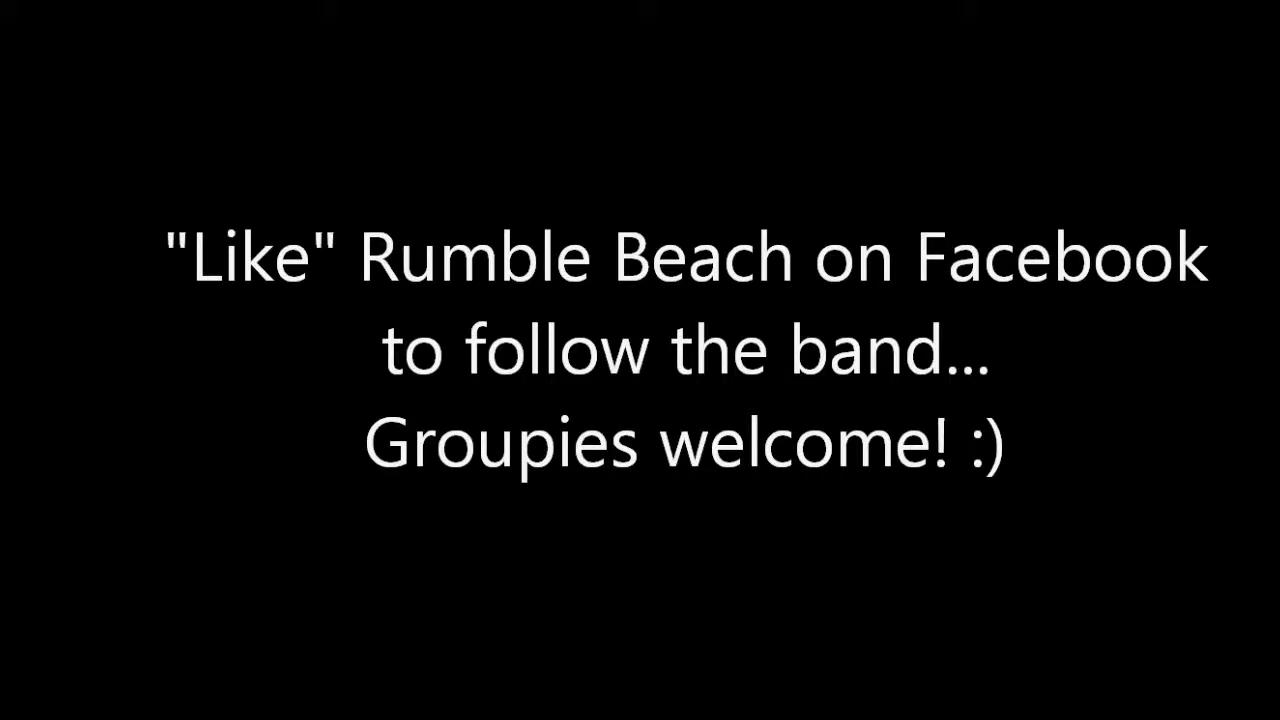 "Like" Rumble Beach on Facebook
to follow the band...
Groupies welcome! :)